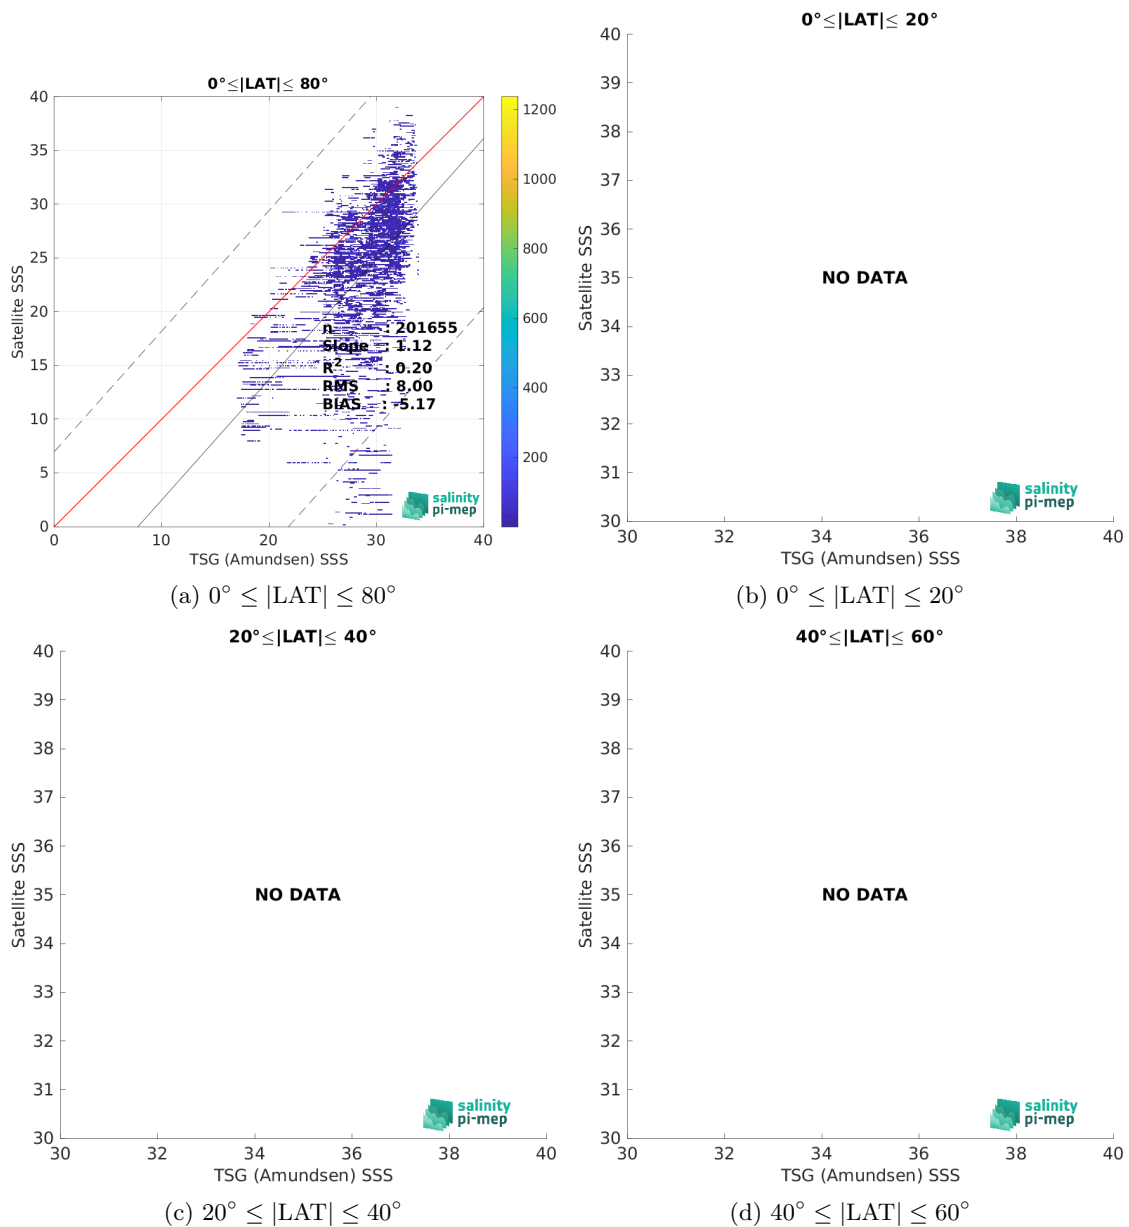 0°≤|LAT|≤ 80°
40
35
30
25
20
15
10
5
0
0
10
20
30
40
Satellite SSS
TSG (Amundsen) SSS
n : 201655
Slope : 1.12
R² : 0.20
RMS : 8.00
BIAS : -5.17
1200
1000
800
600
400
200
salinity
pi-mep
(a) 0° ≤ |LAT| ≤ 80°
0°≤|LAT|≤ 20°
40
39
38
37
36
35
34
33
32
31
30
30
32
34
36
38
40
Satellite SSS
TSG (Amundsen) SSS
NO DATA
salinity
pi-mep
(b) 0° ≤ |LAT| ≤ 20°
20°≤|LAT|≤ 40°
40
39
38
37
36
35
34
33
32
31
30
30
32
34
36
38
40
Satellite SSS
TSG (Amundsen) SSS
NO DATA
salinity
pi-mep
(c) 20° ≤ |LAT| ≤ 40°
40°≤|LAT|≤ 60°
40
39
38
37
36
35
34
33
32
31
30
30
32
34
36
38
40
Satellite SSS
TSG (Amundsen) SSS
NO DATA
salinity
pi-mep
(d) 40° ≤ |LAT| ≤ 60°